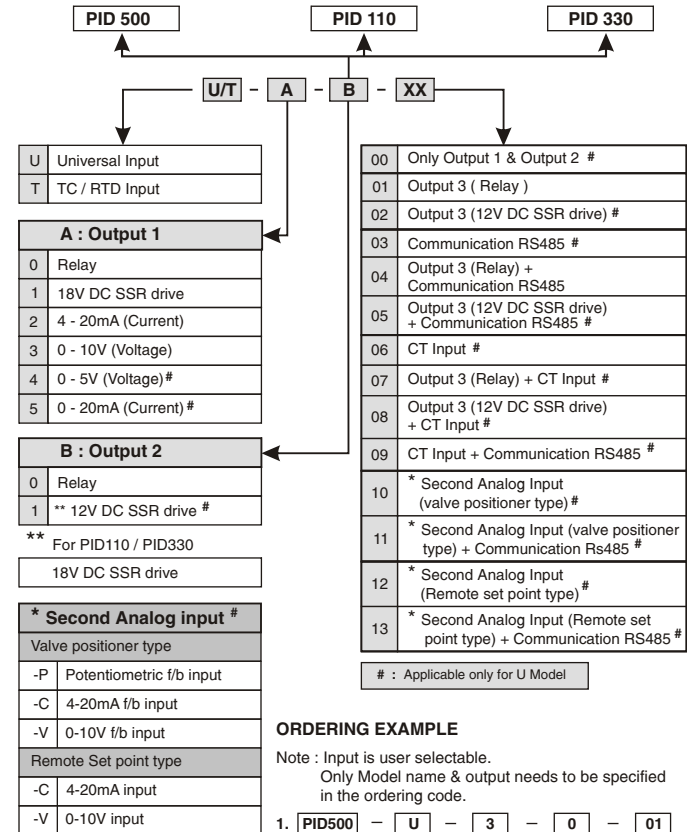 PID 500 PID 110 PID 330
U/T - A - B - XX
U Universal Input
T TC / RTD Input
A : Output 1
0 Relay
1 18V DC SSR drive
2 4 - 20mA (Current)
3 0 - 10V (Voltage)
4 0 - 5V (Voltage)#
5 0 - 20mA (Current)#
B : Output 2
0 Relay
1 ** 12V DC SSR drive #
** For PID110 / PID330
18V DC SSR drive
* Second Analog input #
Valve positioner type
-P Potentiometric f/b input
-C 4-20mA f/b input
-V 0-10V f/b input
Remote Set point type
-C 4-20mA input
-V 0-10V input
00 Only Output 1 & Output 2 #
01 Output 3 ( Relay )
02 Output 3 (12V DC SSR drive) #
03 Communication RS485 #
04 Output 3 (Relay) +
Communication RS485
05 Output 3 (12V DC SSR drive)
+ Communication RS485 #
06 CT Input #
07 Output 3 (Relay) + CT Input #
08 Output 3 (12V DC SSR drive)
+ CT Input #
09 CT Input + Communication RS485 #
10 * Second Analog Input
(valve positioner type) #
11 * Second Analog Input (valve positioner
type) + Communication Rs485 #
12 * Second Analog Input
(Remote set point type) #
13 * Second Analog Input (Remote set
point type) + Communication RS485 #
# : Applicable only for U Model
ORDERING EXAMPLE
Note : Input is user selectable.
Only Model name & output needs to be specified
in the ordering code.
1. PID500 - U - 3 - 0 - 01